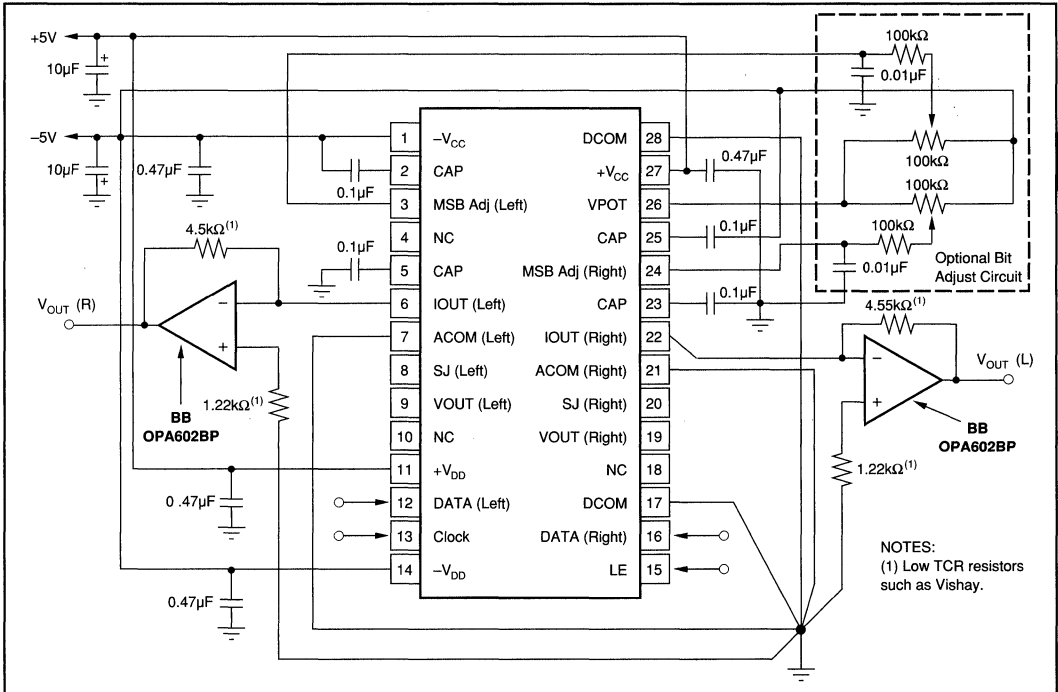 +5V
10µF
+
–5V
10µF
+
0.47µF
0.1µF
4.5kΩ(1)
0.1µF
VOUT (R)
–
+
BB
OPA602BP
1.22kΩ(1)
0 .47µF
0.47µF
1 –VCC
2 CAP
3 MSB Adj (Left)
4 NC
5 CAP
6 IOUT (Left)
7 ACOM (Left)
8 SJ (Left)
9 VOUT (Left)
10 NC
11 +VDD
12 DATA (Left)
13 Clock
14 –VDD
DCOM 28
+VCC 27
VPOT 26
CAP 25
MSB Adj (Right) 24
CAP 23
IOUT (Right) 22
ACOM (Right) 21
SJ (Right) 20
VOUT (Right) 19
NC 18
DCOM 17
DATA (Right) 16
LE 15
0.47µF
0.1µF
0.1µF
100kΩ
0.01µF
100kΩ
100kΩ
100kΩ
0.01µF
Optional Bit
Adjust Circuit
4.55kΩ(1)
–
+
VOUT (L)
BB
OPA602BP
1.22kΩ(1)
NOTES:
(1) Low TCR resistors
such as Vishay.